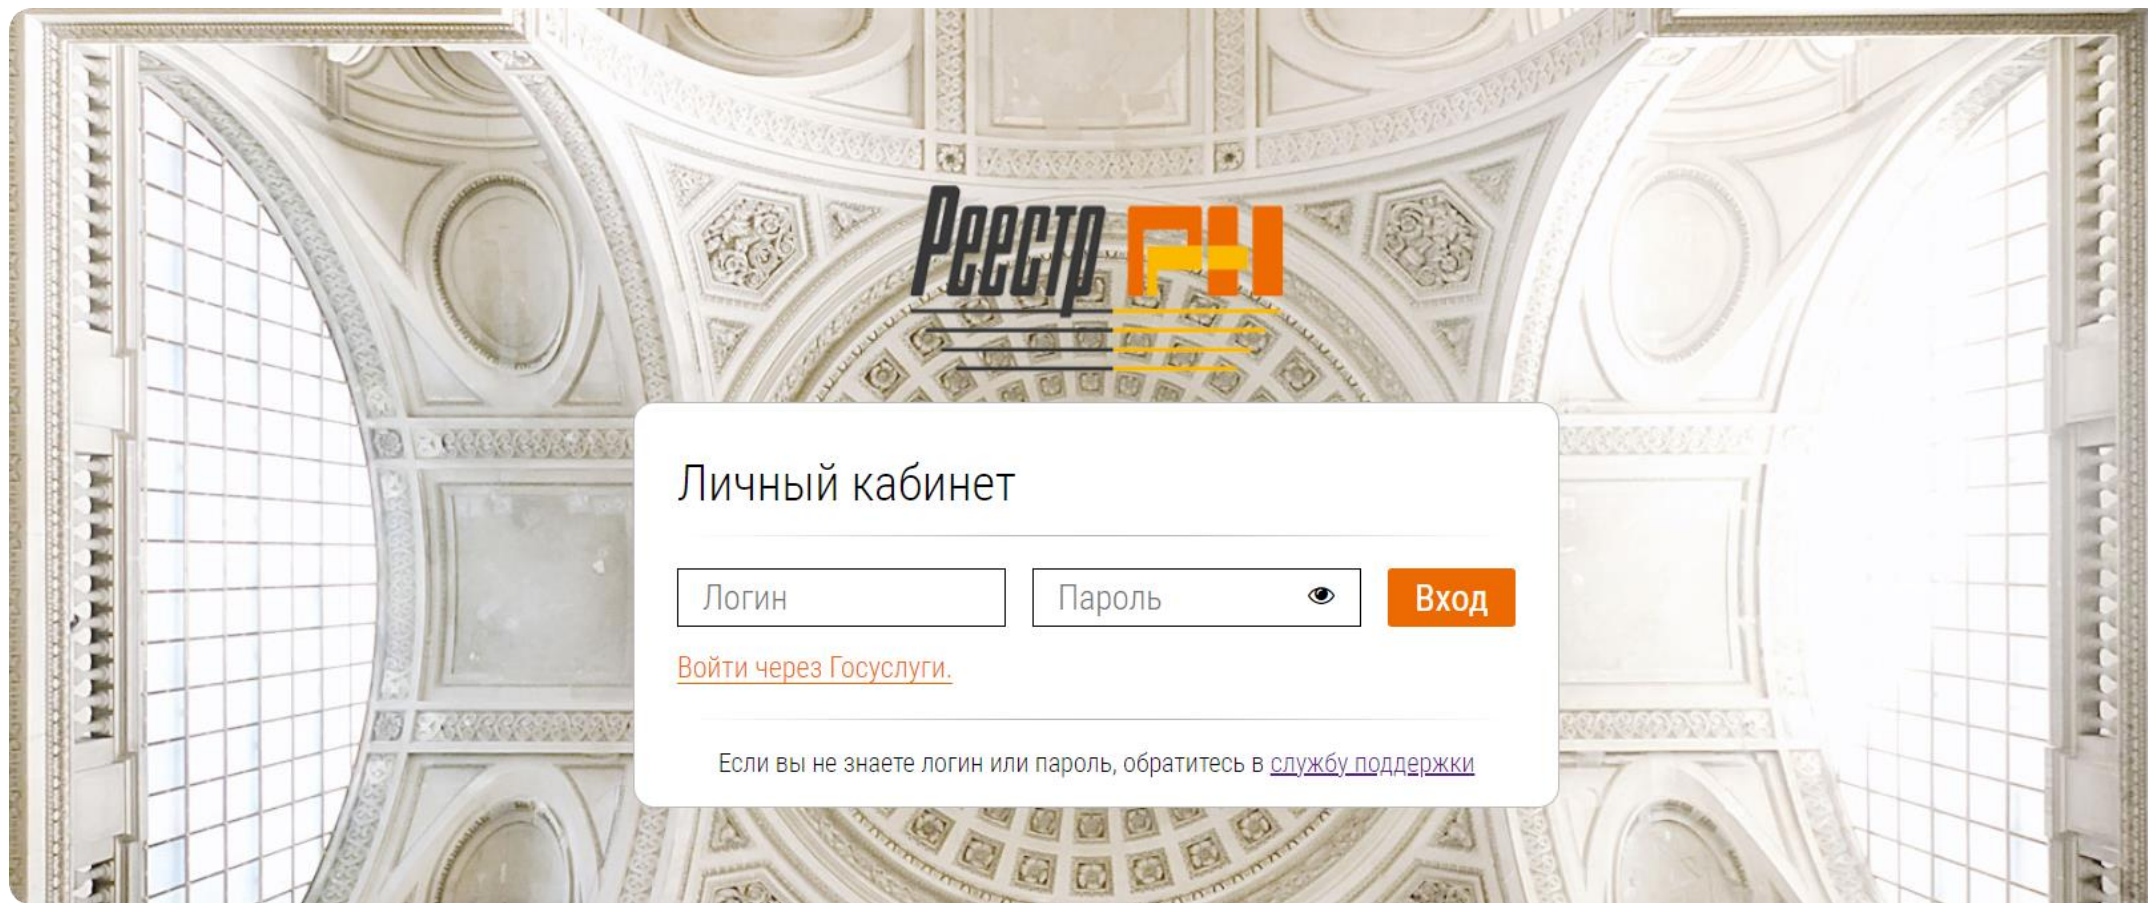 Реестр РН
Личный кабинет
Логин
Пароль
Вход
Войти через Госуслуги.
Если вы не знаете логин или пароль, обратитесь в службу поддержки